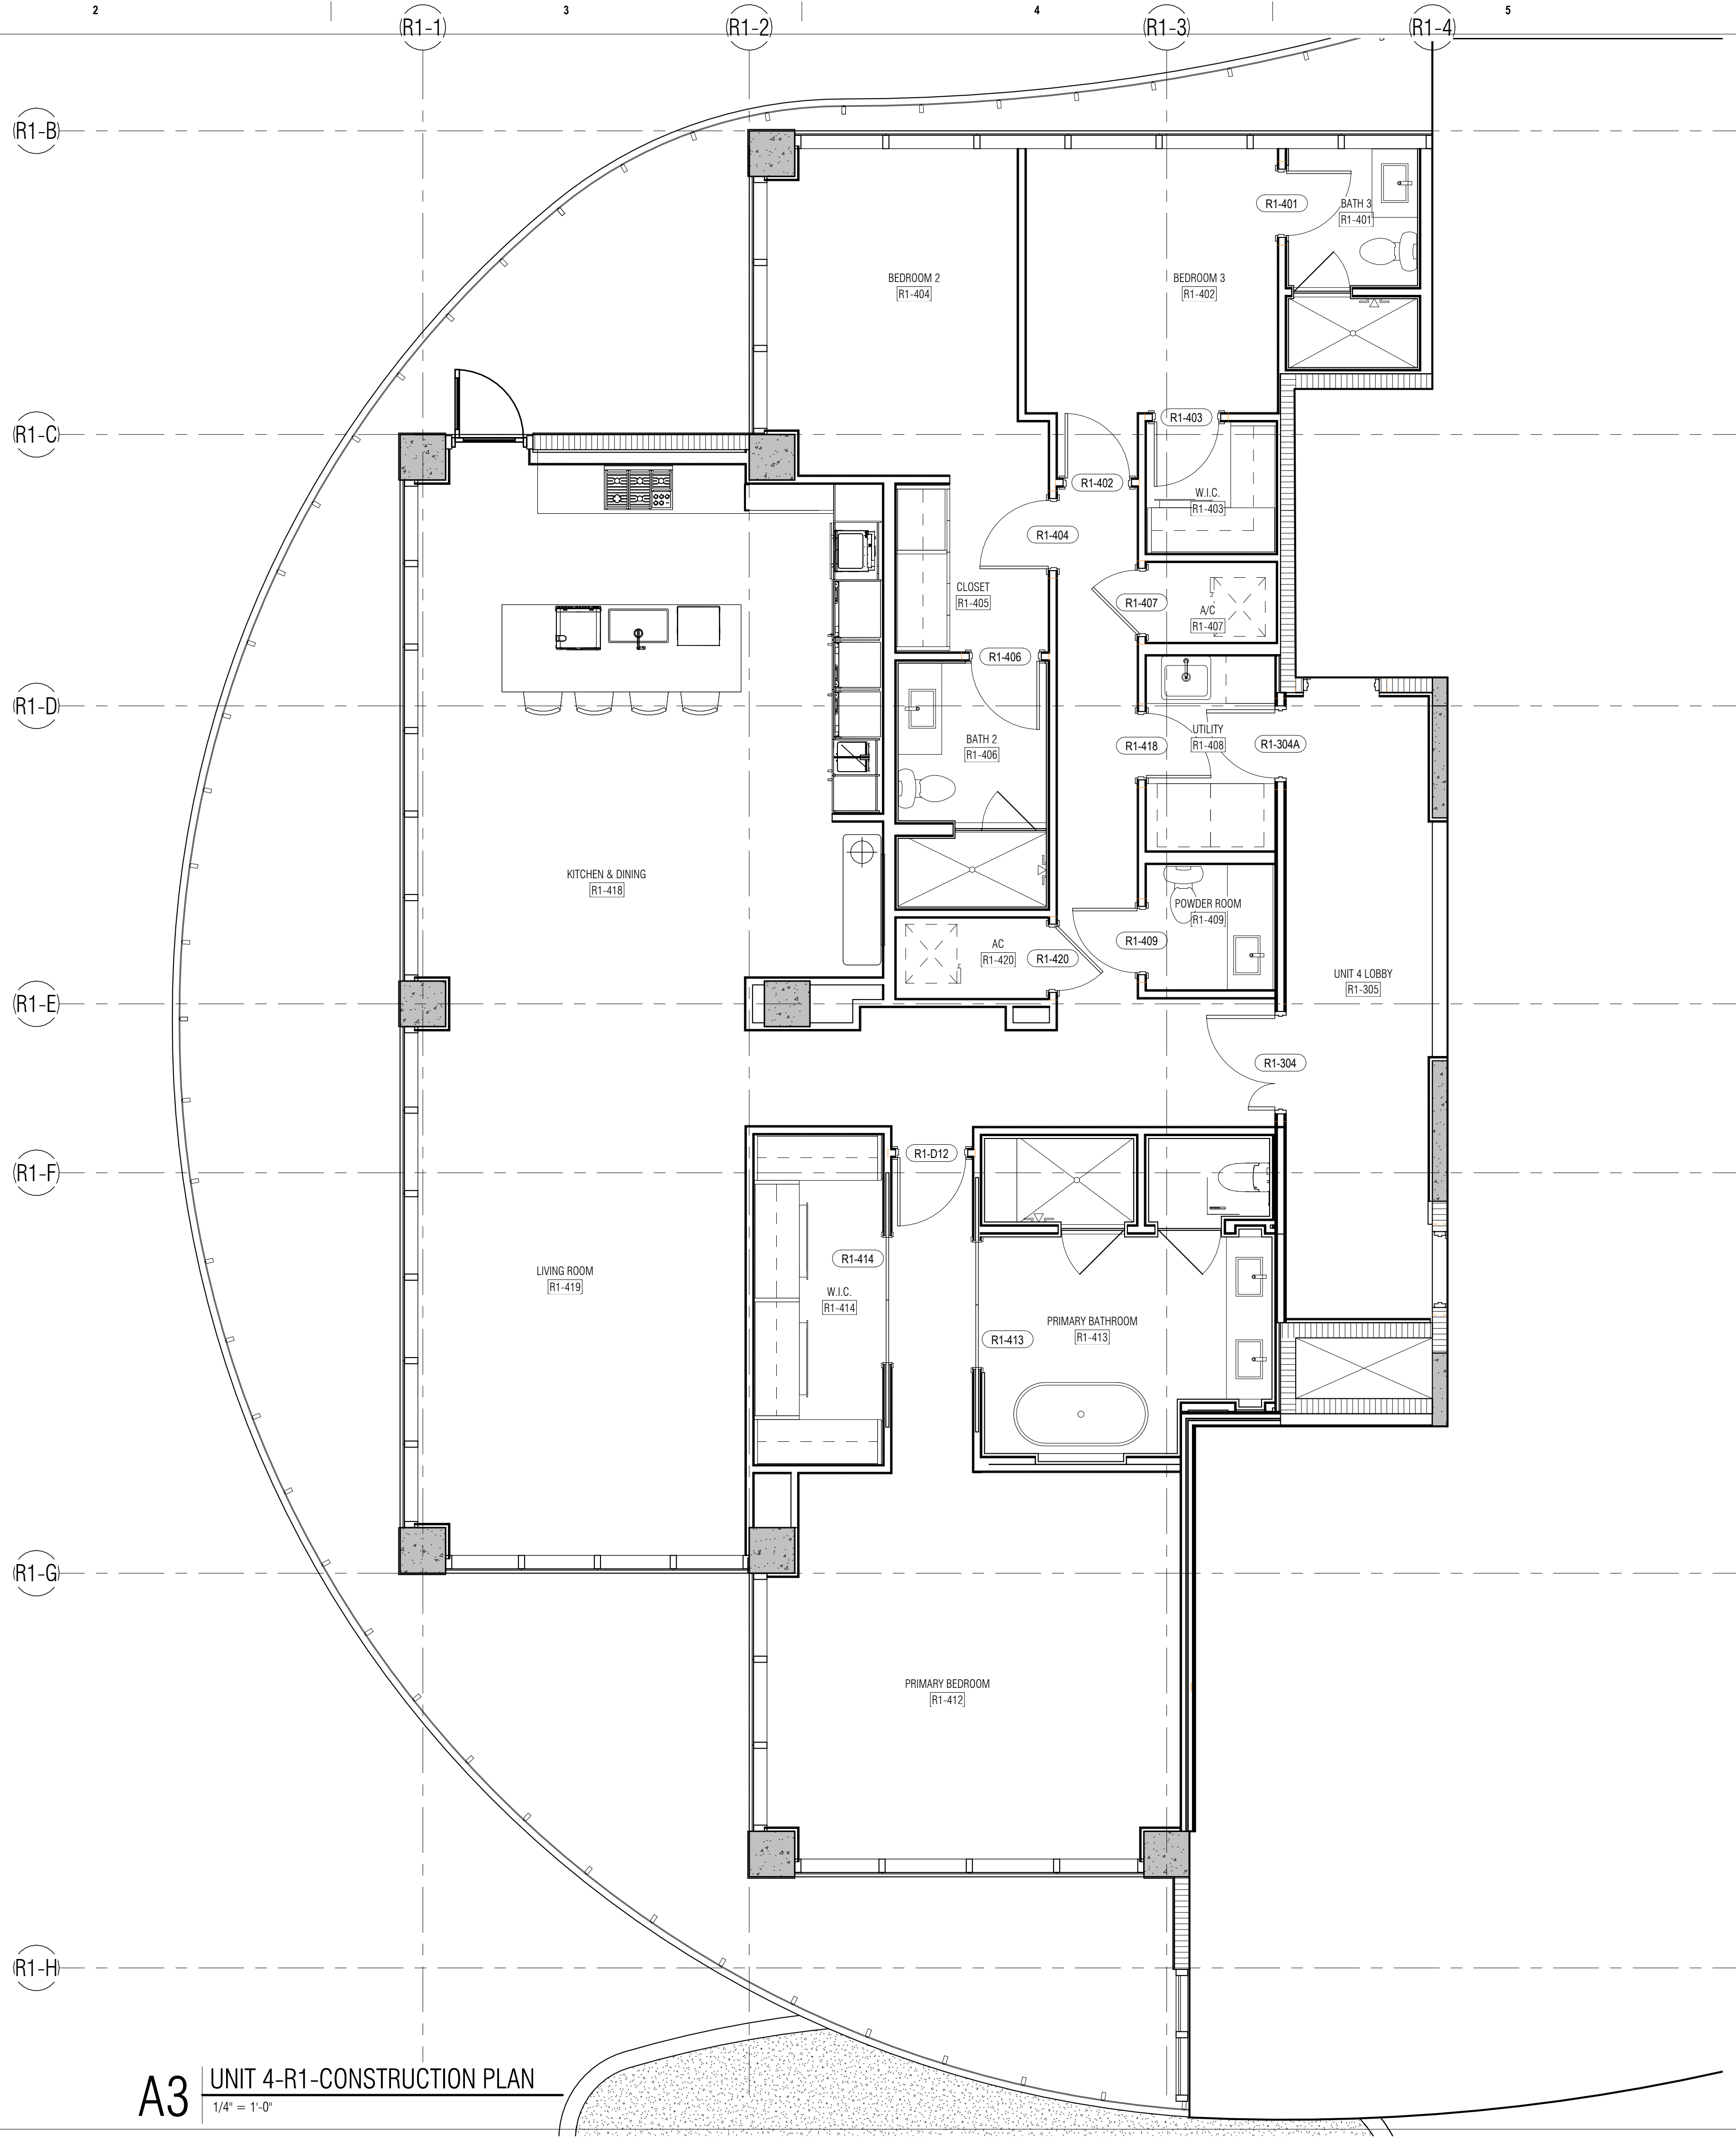 2 3 4 5
(R1-1) (R1-2) (R1-3) (R1-4)
(R1-B)
R1-401
BATH 3
R1-401
BEDROOM 2
R1-404
BEDROOM 3
R1-402
R1-403
(R1-C)
R1-402
W.I.C.
R1-403
R1-404
CLOSET
R1-405
R1-407
A/C
R1-407
R1-406
(R1-D)
BATH 2
R1-406
R1-418
UTILITY
R1-408
R1-304A
KITCHEN & DINING
R1-418
POWDER ROOM
R1-409
R1-409
AC
R1-420
R1-420
UNIT 4 LOBBY
R1-305
(R1-E)
R1-304
R1-D12
(R1-F)
R1-414
LIVING ROOM
R1-419
W.I.C.
R1-414
PRIMARY BATHROOM
R1-413
R1-413
(R1-G)
PRIMARY BEDROOM
R1-412
(R1-H)
A3
UNIT 4-R1-CONSTRUCTION PLAN
1/4" = 1'-0"